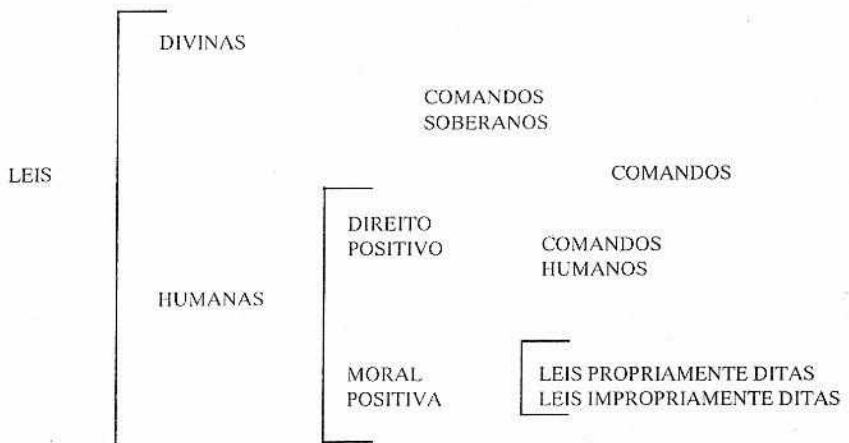 DIVINAS
COMANDOS
SOBERANOS
LEIS
COMANDOS
DIREITO
POSITIVO
COMANDOS
HUMANOS
HUMANAS
MORAL
POSITIVA
LEIS PROPRIAMENTE DITAS
LEIS IMPROPRIAMENTE DITAS